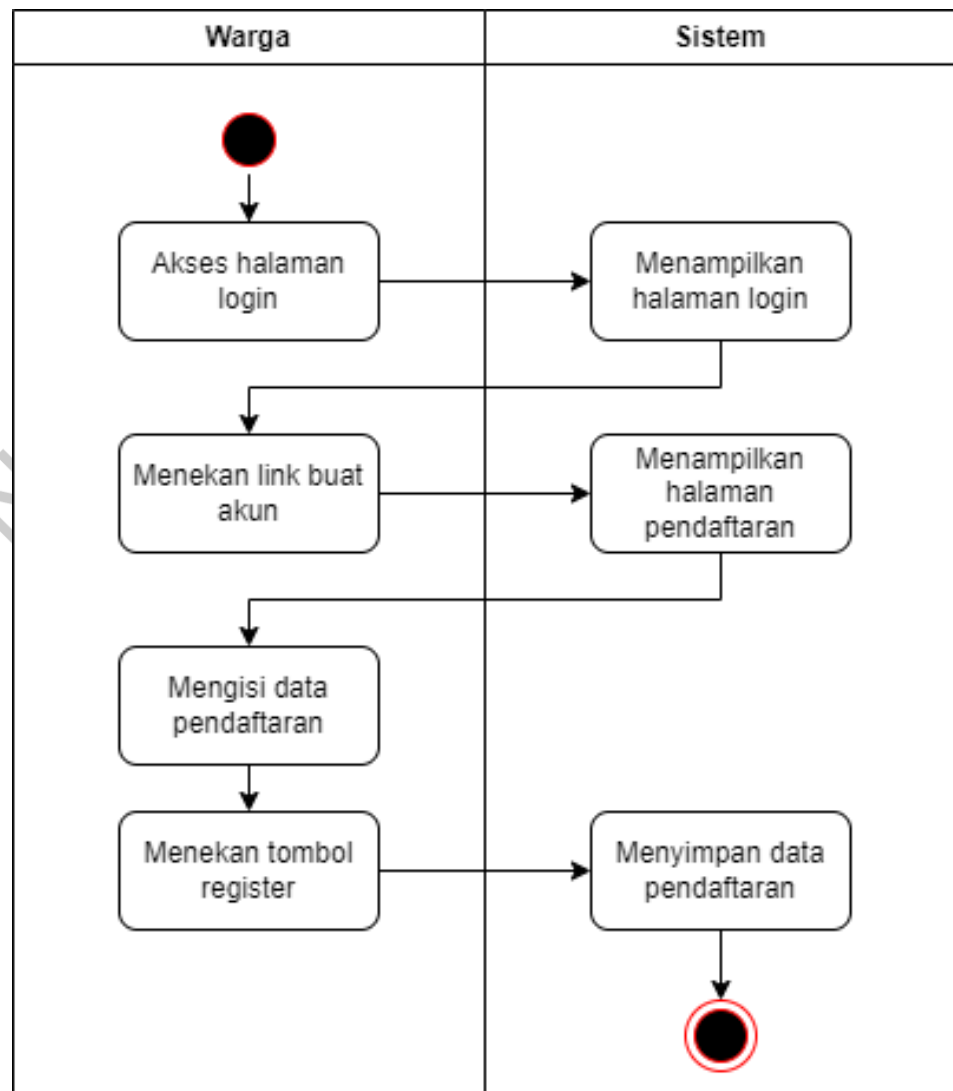 Warga
Sistem
Akses halaman
login
Menampilkan
halaman login
Menekan link buat
akun
Menampilkan
halaman
pendaftaran
Mengisi data
pendaftaran
Menekan tombol
register
Menyimpan data
pendaftaran